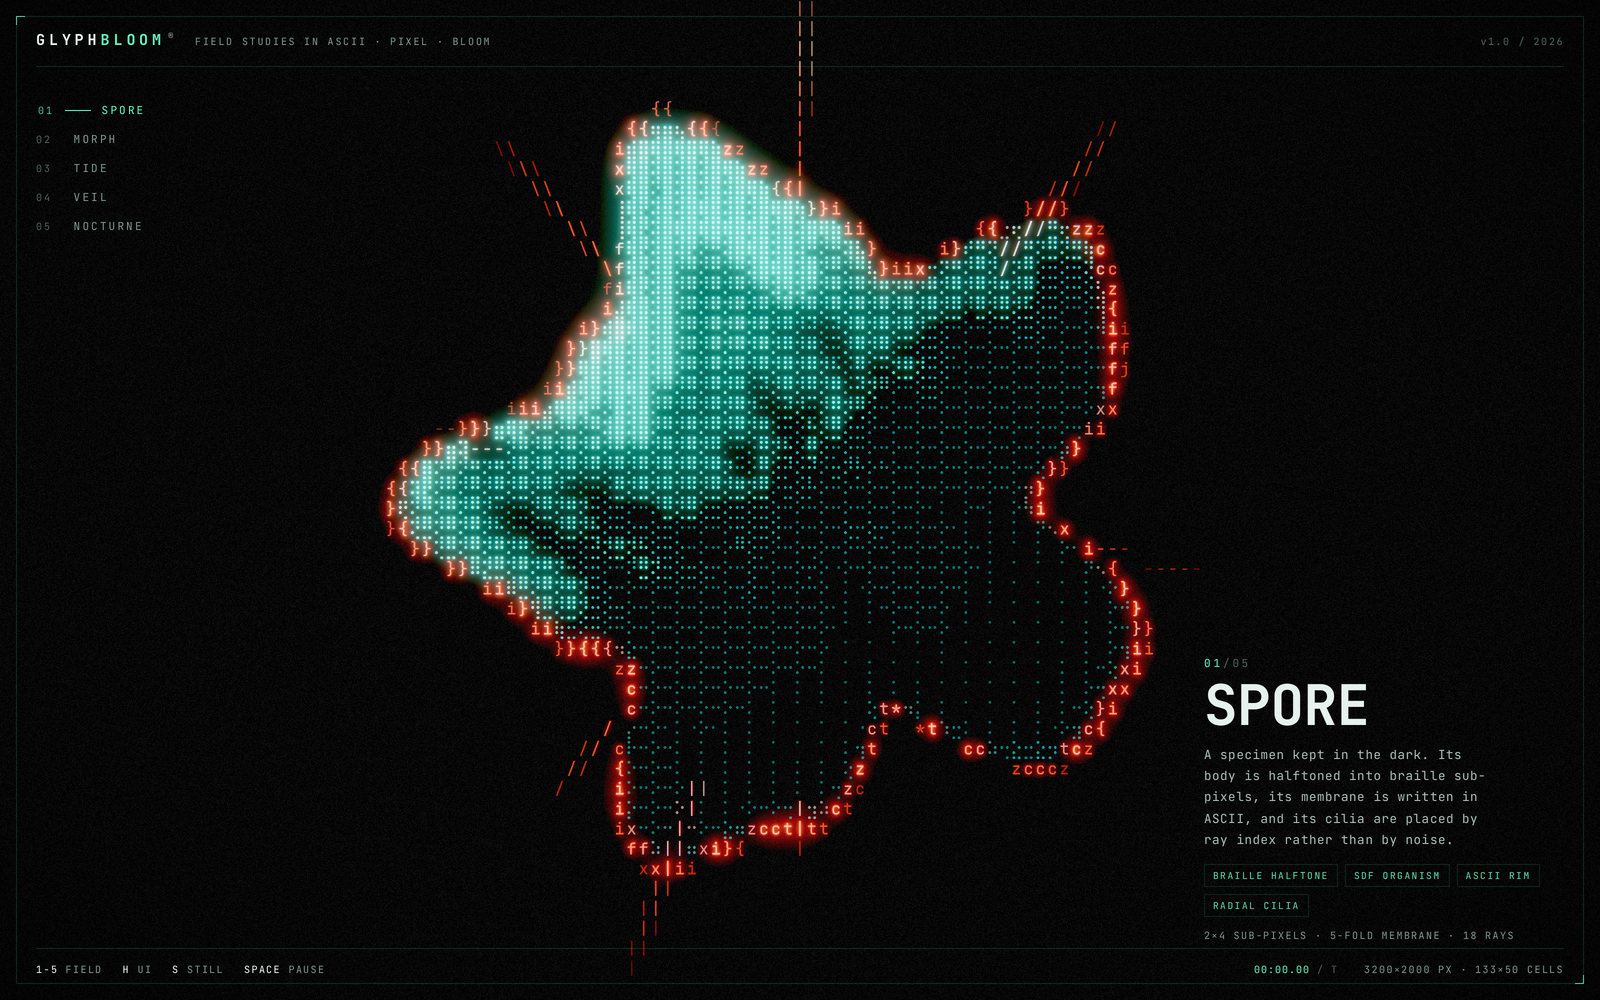 GLYPHBLOOM® FIELD STUDIES IN ASCII · PIXEL · BLOOM
v1.0 / 2026
01 SPORE
02 MORPH
03 TIDE
04 VEIL
05 NOCTURNE
01/05
SPORE
A specimen kept in the dark. Its
body is halftoned into braille sub-
pixels, its membrane is written in
ASCII, and its cilia are placed by
ray index rather than by noise.
BRAILLE HALFTONE SDF ORGANISM ASCII RIM
RADIAL CILIA
2×4 SUB-PIXELS · 5-FOLD MEMBRANE · 18 RAYS
1-5 FIELD H UI S STILL SPACE PAUSE
00:00.00 / T 3200×2000 PX · 133×50 CELLS